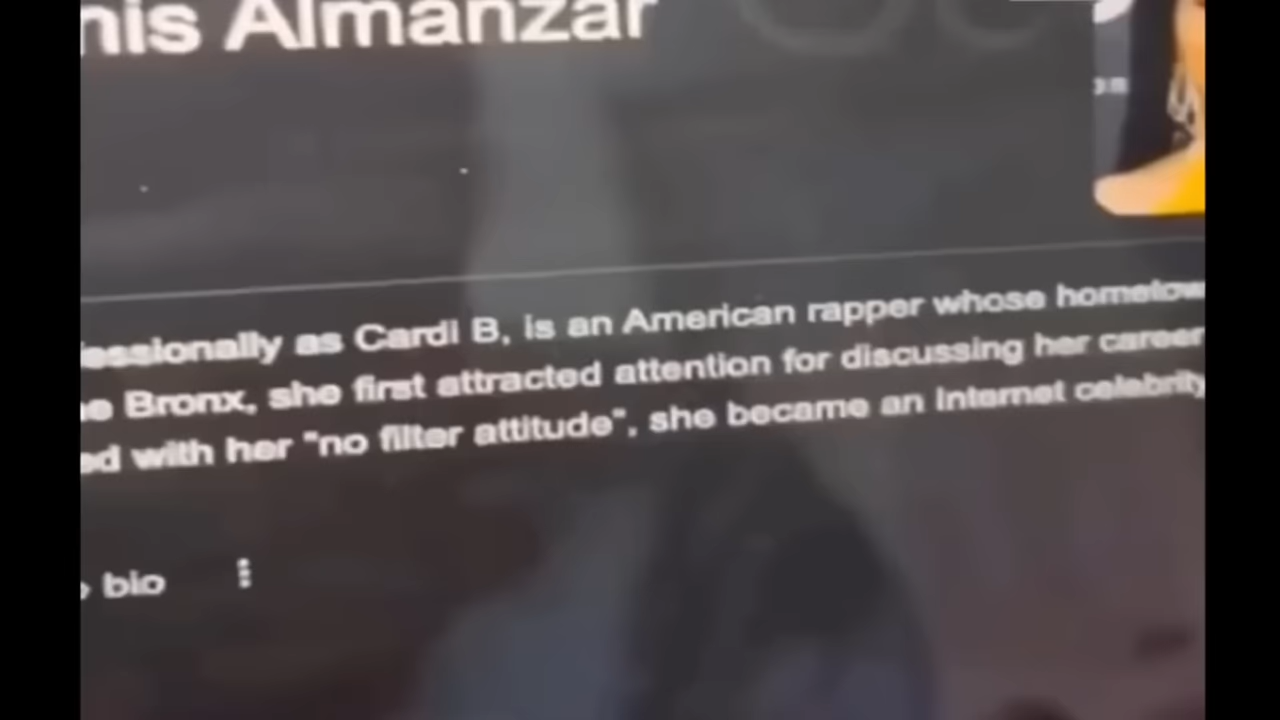 nis Almanzar
essionally as Cardi B, is an American rapper whose hometow
e Bronx, she first attracted attention for discussing her career
ed with her "no filter attitude", she became an Internet celebrity
bio